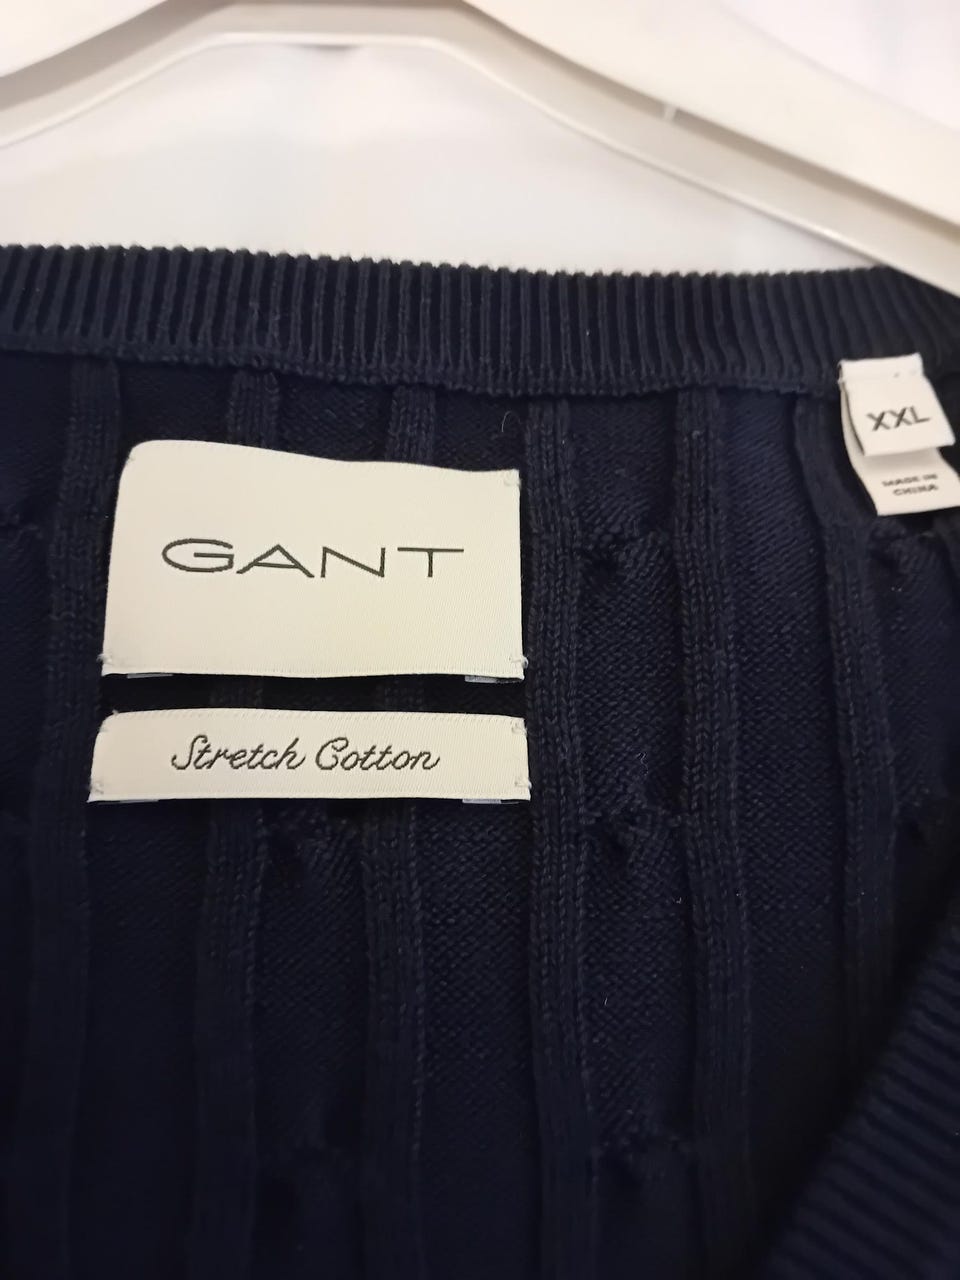 XXL
MADE IN
CHINA
GANT
Stretch Cotton